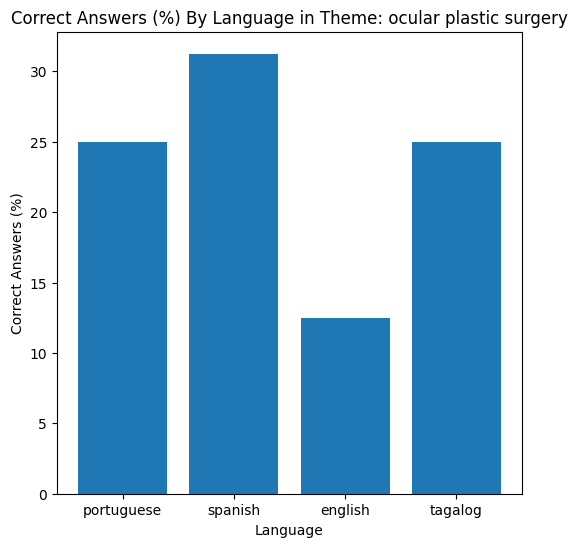 Correct Answers (%) By Language in Theme: ocular plastic surgery
Correct Answers (%)
30
25
20
15
10
5
0
portuguese spanish english tagalog
Language